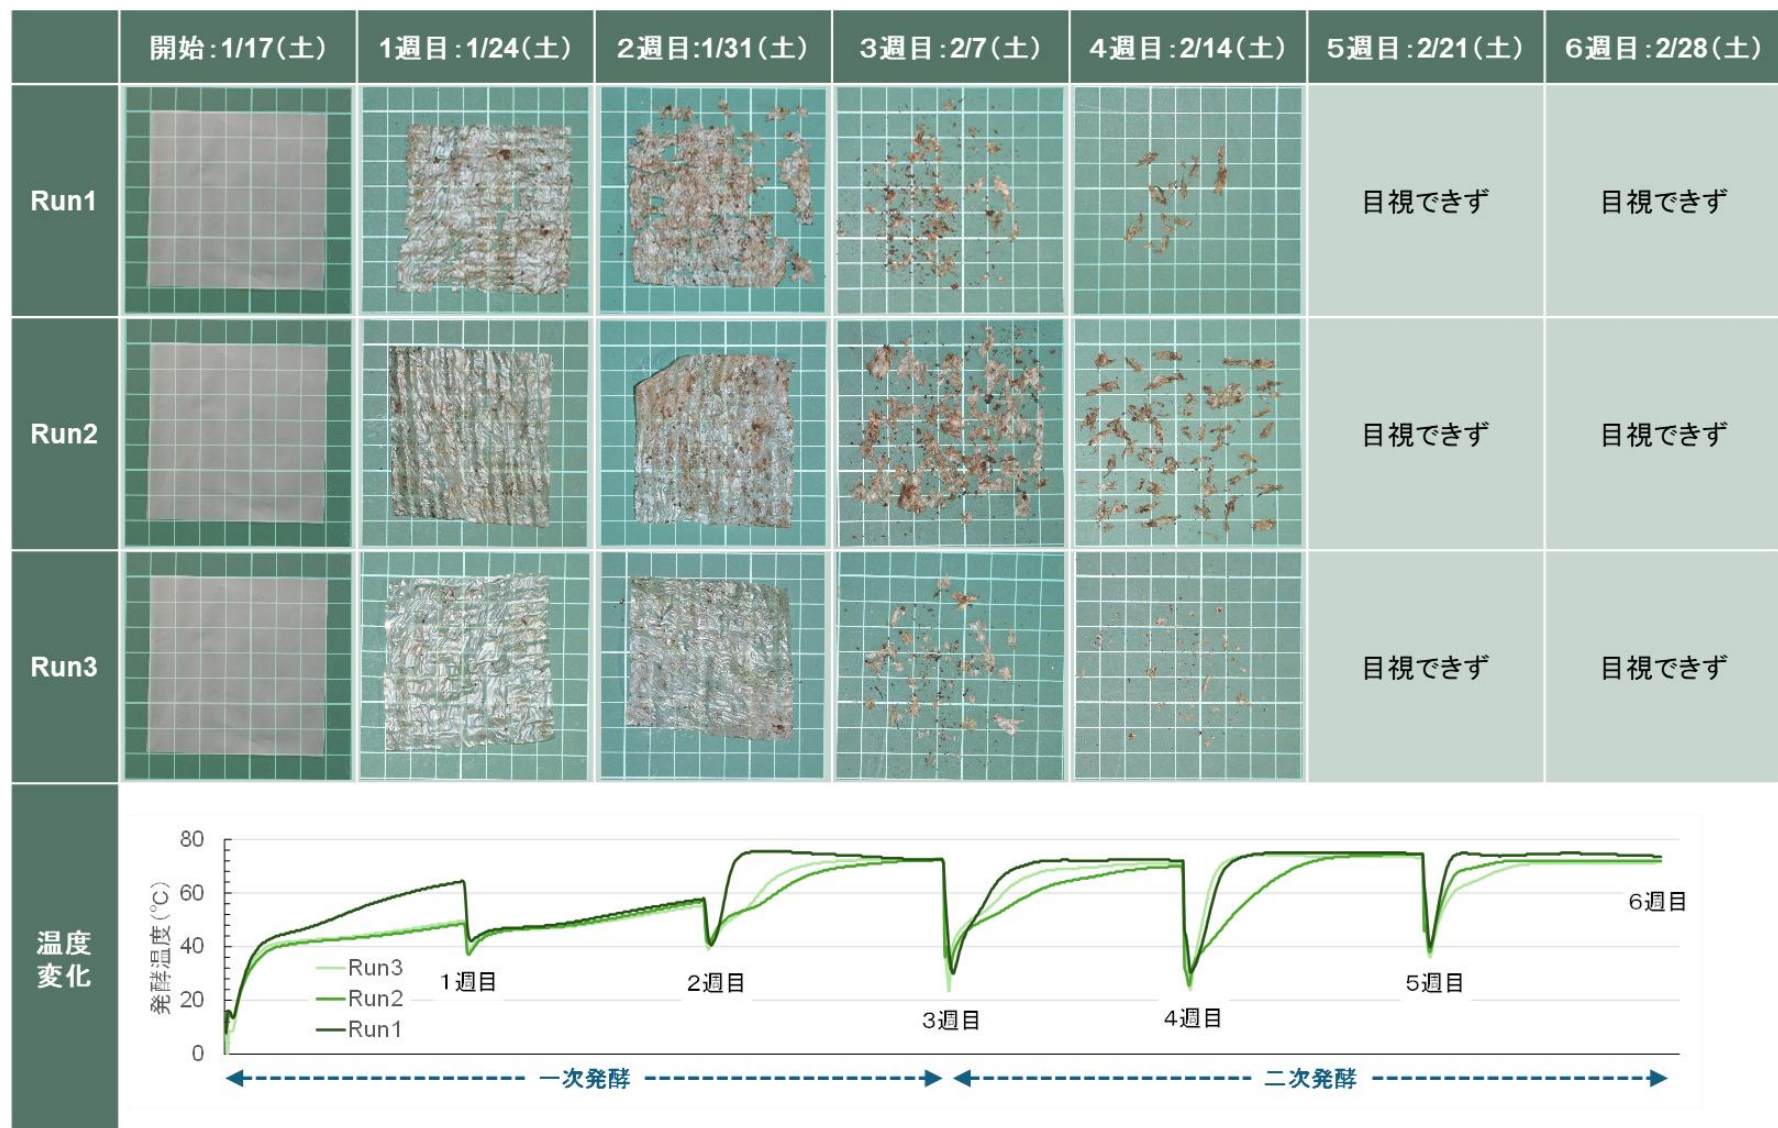 開始:1/17(土)
1週目:1/24(土)
2週目:1/31(土)
3週目:2/7(土)
4週目:2/14(土)
5週目:2/21(土)
6週目:2/28(土)
Run1
目視できず
目視できず
Run2
目視できず
目視できず
Run3
目視できず
目視できず
温度
変化
発酵温度(℃)
80
60
40
20
0
Run3
Run2
Run1
1週目
2週目
3週目
4週目
5週目
6週目
一次発酵
二次発酵